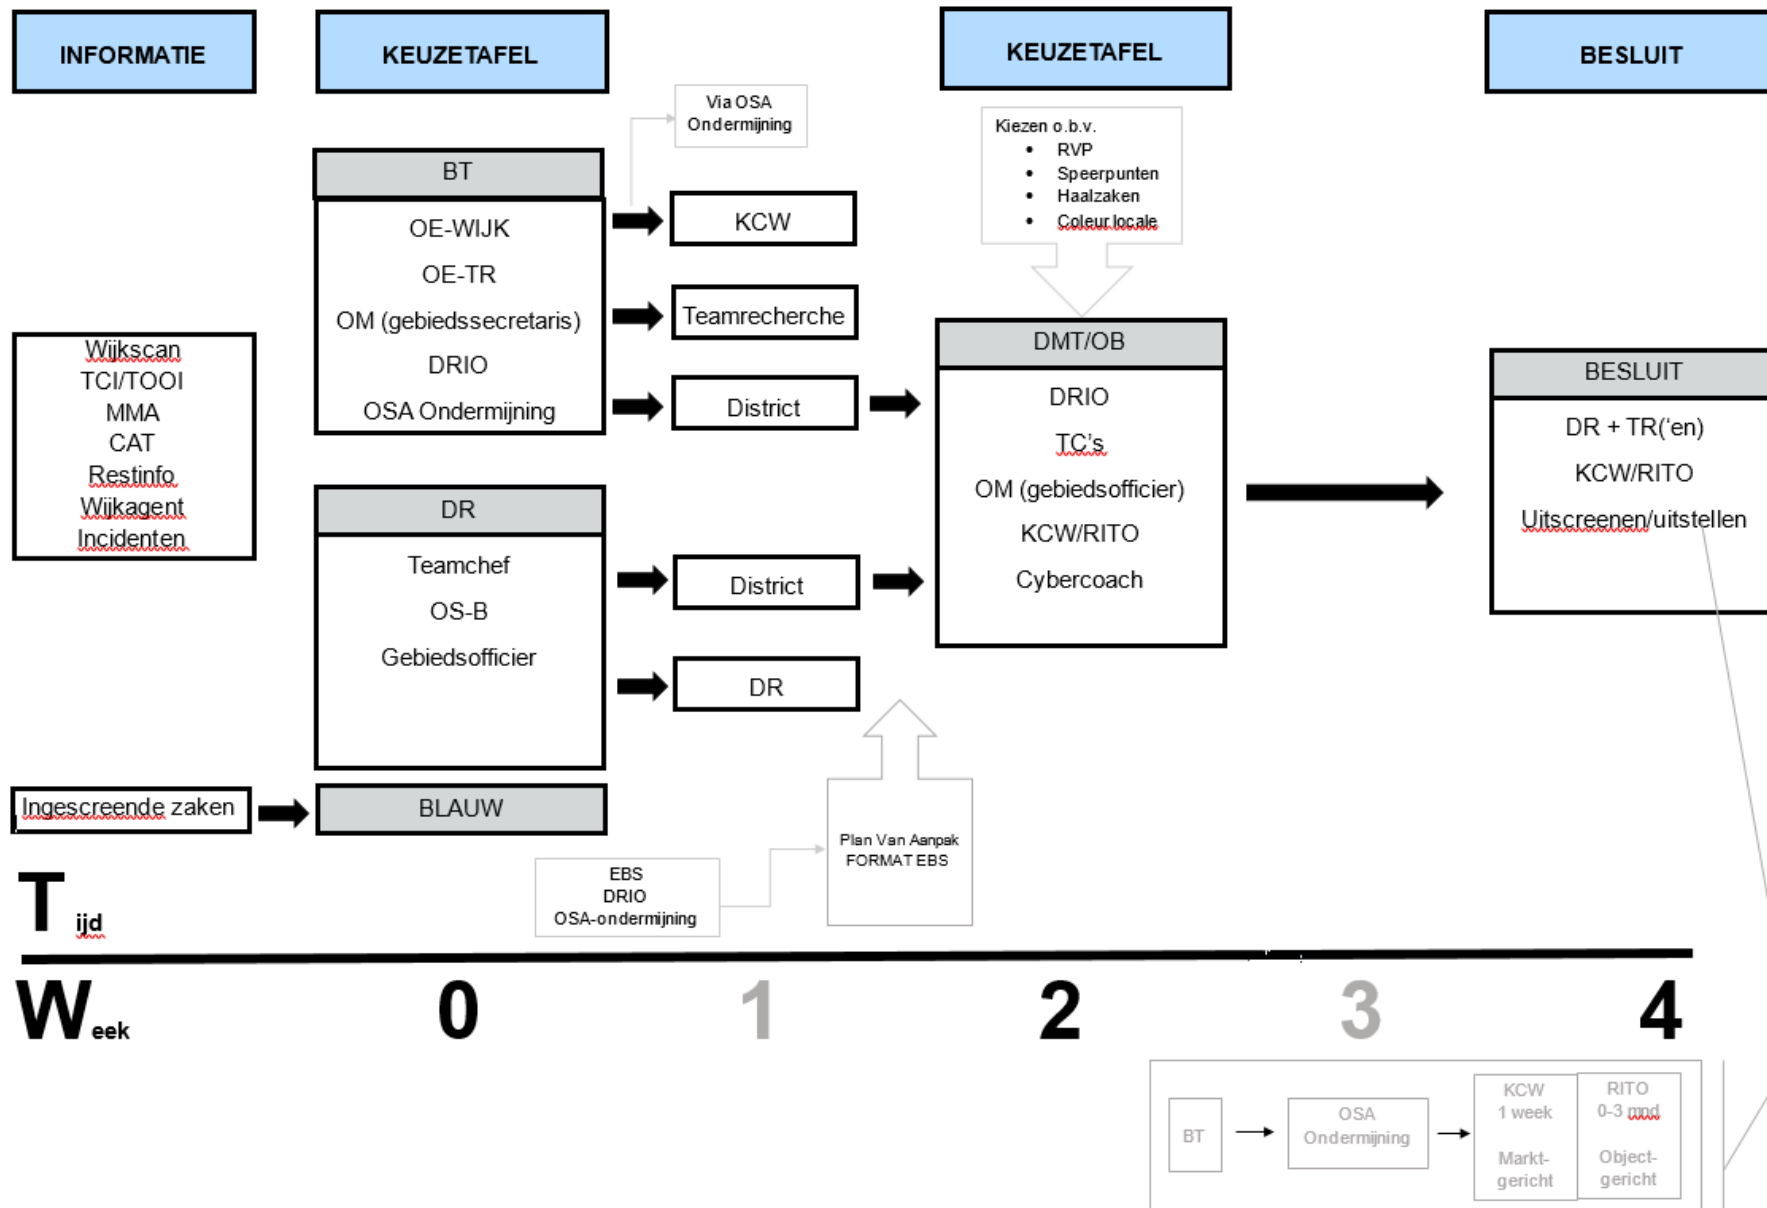 INFORMATIE
KEUZETAFEL
KEUZETAFEL
BESLUIT
Via OSA
Ondermijning
Kiezen o.b.v.
• RVP
• Speerpunten
• Haalzaken
• Coleur locale
BT
OE-WIJK
OE-TR
OM (gebiedssecretaris)
DRIO
OSA Ondermijning
KCW
Teamrecherche
District
Wijkscan
TCI/TOOI
MMA
CAT
Restinfo
Wijkagent
Incidenten
DMT/OB
DRIO
TC's
OM (gebiedsofficier)
KCW/RITO
Cybercoach
BESLUIT
DR + TR('en)
KCW/RITO
Uitscreenen/uitstellen
DR
Teamchef
OS-B
Gebiedsofficier
District
DR
Ingescreende zaken
BLAUW
Plan Van Aanpak
FORMAT EBS
EBS
DRIO
OSA-ondermijning
Tijd
Week
0
1
2
3
4
BT
OSA
Ondermijning
KCW
1 week
Markt-
gericht
RITO
0-3 mnd
Object-
gericht